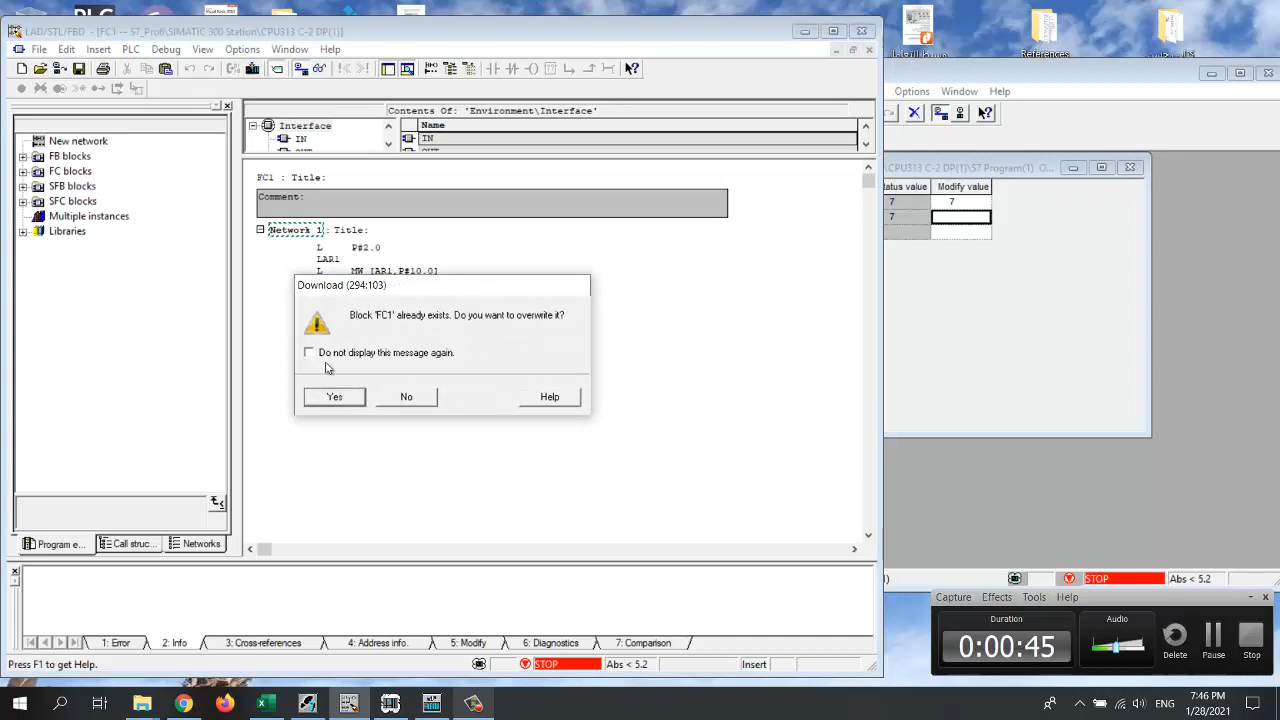 LAD/STL/FBD - [FC1 -- S7_Pro3\SIMATIC 300 Station\CPU313 C-2 DP(1)]
File Edit Insert PLC Debug View Options Window Help
New network
FB blocks
FC blocks
SFB blocks
SFC blocks
Multiple instances
Libraries
Program e...
Call struc...
Networks
Contents Of: 'Environment\Interface'
Interface
IN
Name
IN
FC1 : Title:
Comment:
Network 1: Title:
L P#2.0
LAR1
L MW [AR1,P#10.0]
Download (294:103)
Block 'FC1' already exists. Do you want to overwrite it?
Do not display this message again.
Yes
No
Help
1: Error
2: Info
3: Cross-references
4: Address info.
5: Modify
6: Diagnostics
7: Comparison
Press F1 to get Help.
STOP
Abs < 5.2
Insert
References
Options Window Help
\CPU313 C-2 DP(1)\S7 Program(1) O...
tatus value
Modify value
7
7
7
STOP
Abs < 5.2
Capture Effects Tools Help
Duration
0:00:45
Audio
Delete
Pause
Stop
ENG
7:46 PM
1/28/2021